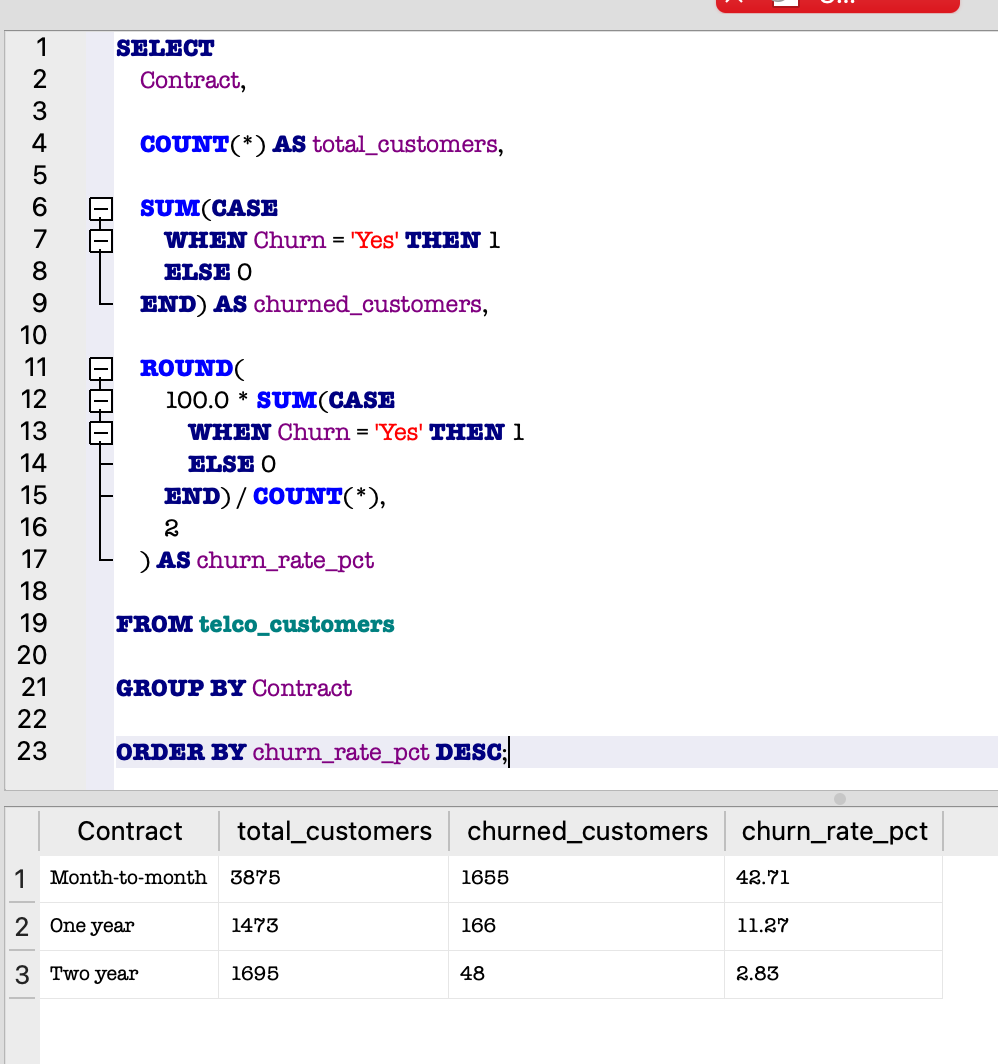 1 SELECT
2 Contract,
3
4 COUNT(*) AS total_customers,
5
6 SUM(CASE
7 WHEN Churn = 'Yes' THEN 1
8 ELSE 0
9 END) AS churned_customers,
10
11 ROUND(
12 100.0 * SUM(CASE
13 WHEN Churn = 'Yes' THEN 1
14 ELSE 0
15 END) / COUNT(*),
16 2
17 ) AS churn_rate_pct
18
19 FROM telco_customers
20
21 GROUP BY Contract
22
23 ORDER BY churn_rate_pct DESC;
Contract total_customers churned_customers churn_rate_pct
1 Month-to-month 3875 1655 42.71
2 One year 1473 166 11.27
3 Two year 1695 48 2.83